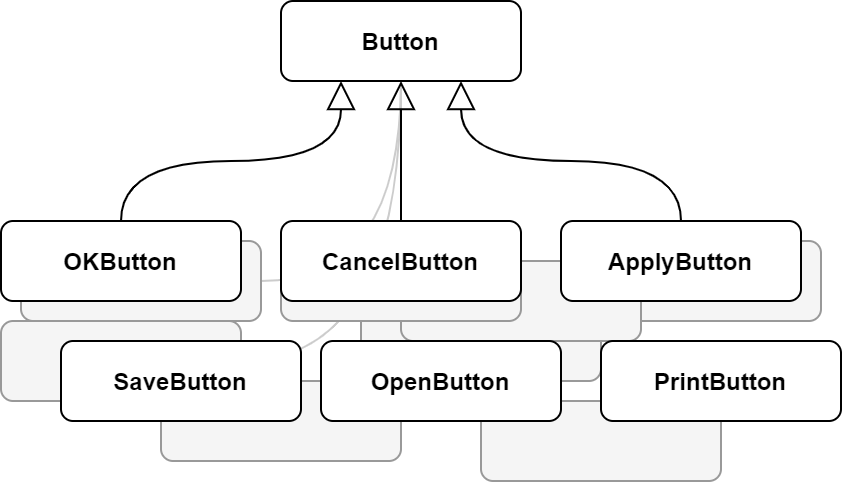 Button
OKButton
CancelButton
ApplyButton
SaveButton
OpenButton
PrintButton